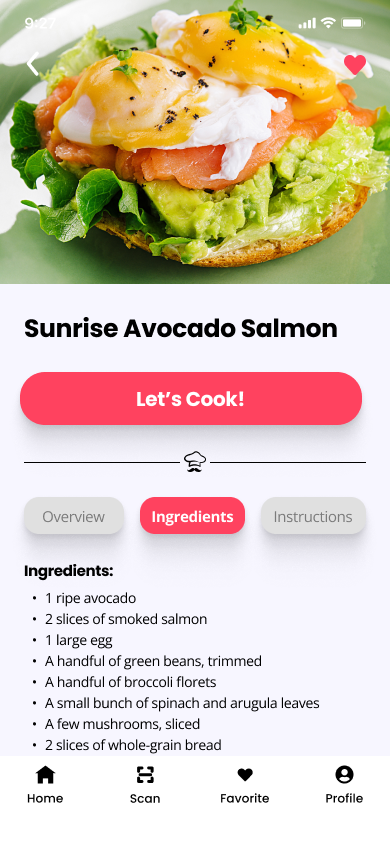 9:27
Sunrise Avocado Salmon
Let's Cook!
Overview
Ingredients
Instructions
Ingredients:
• 1 ripe avocado
• 2 slices of smoked salmon
• 1 large egg
• A handful of green beans, trimmed
• A handful of broccoli florets
• A small bunch of spinach and arugula leaves
• A few mushrooms, sliced
• 2 slices of whole-grain bread
Home
Scan
Favorite
Profile